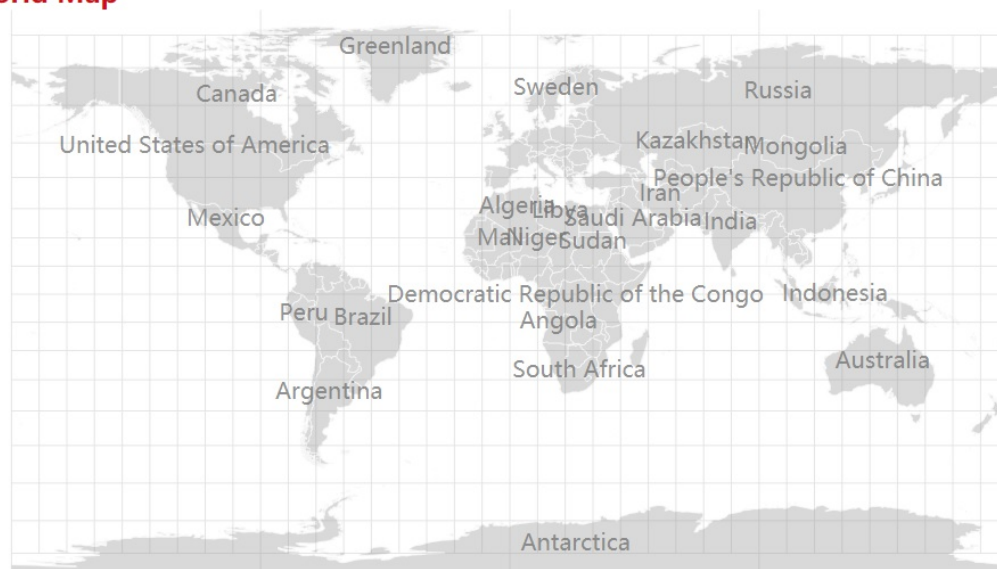 Map
Greenland
Canada
Sweden
Russia
United States of America
Kazakhstan
Mongolia
People's Republic of China
Iran
Algeria
Libya
Saudi Arabia
India
Mexico
Mali
Niger
Sudan
Democratic Republic of the Congo
Indonesia
Peru
Brazil
Angola
South Africa
Australia
Argentina
Antarctica